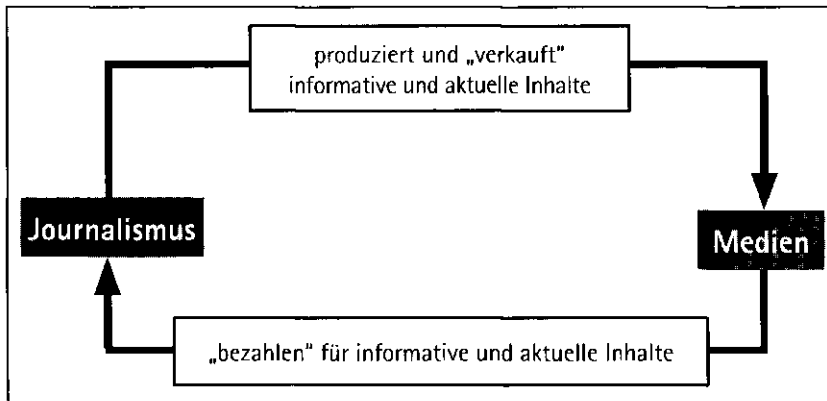 produziert und „verkauft"
informative und aktuelle Inhalte
Journalismus
Medien
„bezahlen" für informative und aktuelle Inhalte